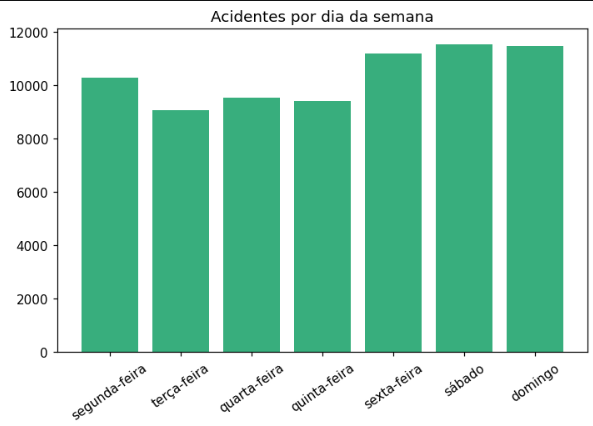 Acidentes por dia da semana
12000
10000
8000
6000
4000
2000
0
segunda-feira
terça-feira
quarta-feira
quinta-feira
sexta-feira
sábado
domingo